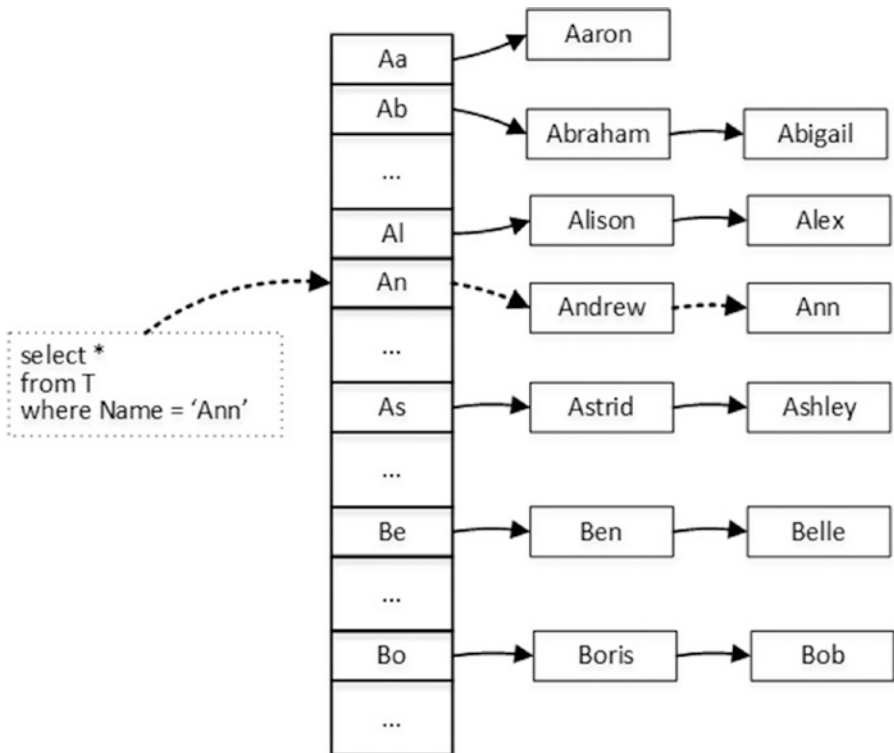 Aa
Aaron
Ab
Abraham
Abigail
...
Al
Alison
Alex
An
Andrew
Ann
...
select *
from T
where Name = ‘Ann’
As
Astrid
Ashley
...
Be
Ben
Belle
...
Bo
Boris
Bob
...